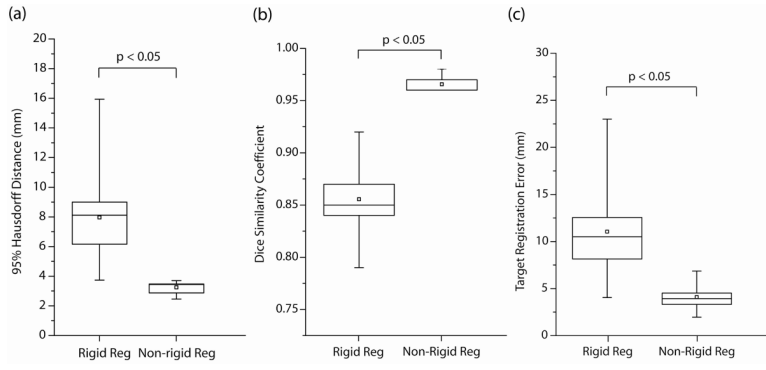 (a)
95% Hausdorff Distance (mm)
20
18
16
14
12
10
8
6
4
2
0
p < 0.05
Rigid Reg
Non-rigid Reg
(b)
Dice Similarity Coefficient
1.00
0.95
0.90
0.85
0.80
0.75
p < 0.05
Rigid Reg
Non-Rigid Reg
(c)
Target Registration Error (mm)
30
25
20
15
10
5
0
p < 0.05
Rigid Reg
Non-Rigid Reg